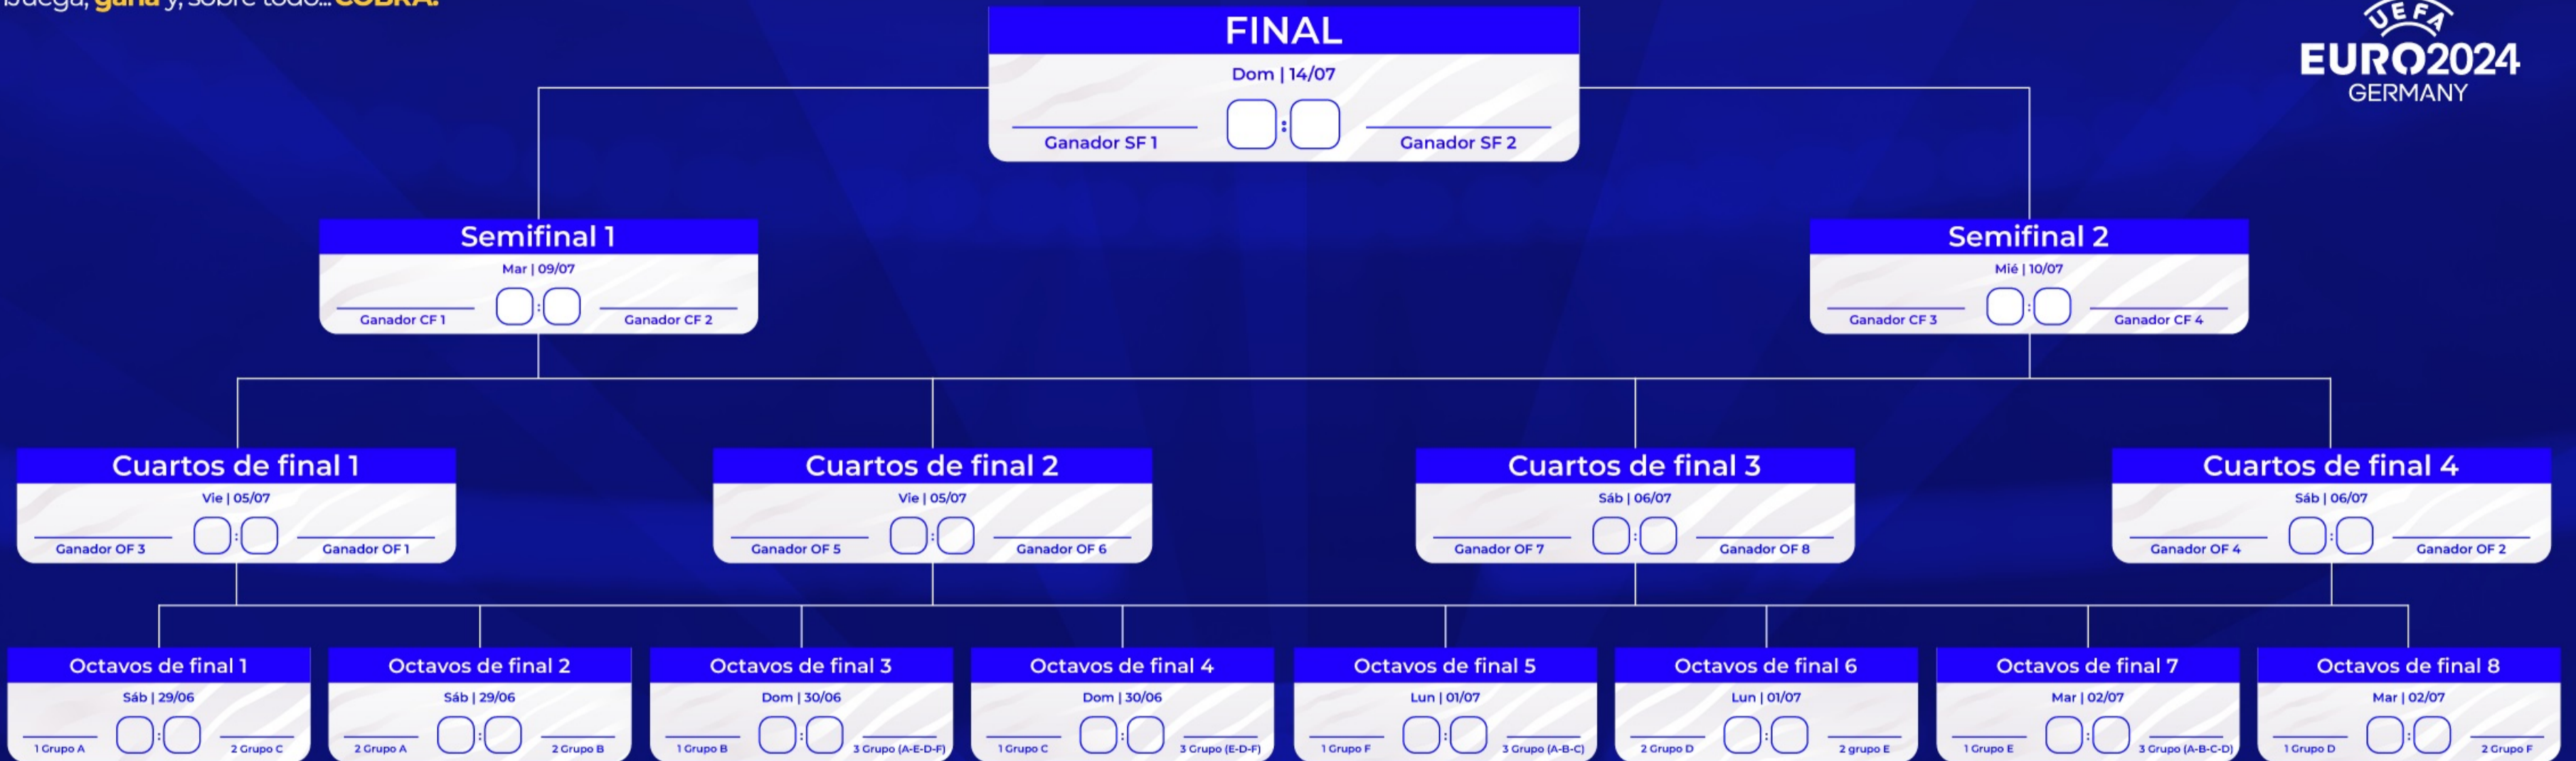 gana y, sobre todo... COBRA.
UEFA
EURO2024
GERMANY
FINAL
Dom | 14/07
:
Ganador SF 1
Ganador SF 2
Semifinal 1
Mar | 09/07
:
Ganador CF 1
Ganador CF 2
Semifinal 2
Mié | 10/07
:
Ganador CF 3
Ganador CF 4
Cuartos de final 1
Vie | 05/07
:
Ganador OF 3
Ganador OF 1
Cuartos de final 2
Vie | 05/07
:
Ganador OF 5
Ganador OF 6
Cuartos de final 3
Sáb | 06/07
:
Ganador OF 7
Ganador OF 8
Cuartos de final 4
Sáb | 06/07
:
Ganador OF 4
Ganador OF 2
Octavos de final 1
Sáb | 29/06
:
1 Grupo A
2 Grupo C
Octavos de final 2
Sáb | 29/06
:
2 Grupo A
2 Grupo B
Octavos de final 3
Dom | 30/06
:
1 Grupo B
3 Grupo (A-E-D-F)
Octavos de final 4
Dom | 30/06
:
1 Grupo C
3 Grupo (E-D-F)
Octavos de final 5
Lun | 01/07
:
1 Grupo F
3 Grupo (A-B-C)
Octavos de final 6
Lun | 01/07
:
2 Grupo D
2 grupo E
Octavos de final 7
Mar | 02/07
:
1 Grupo E
3 Grupo (A-B-C-D)
Octavos de final 8
Mar | 02/07
:
1 Grupo D
2 Grupo F